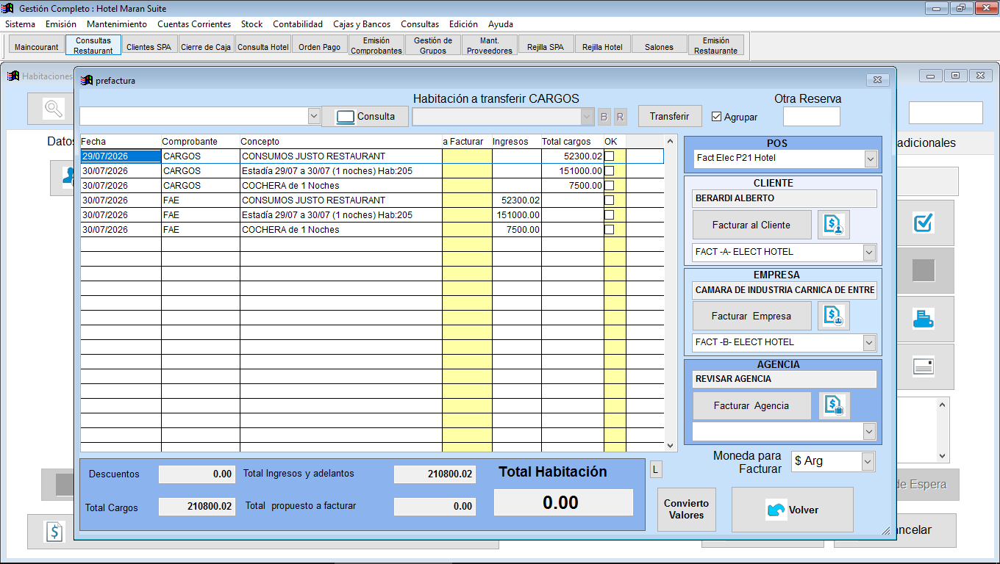 Gestión Completo : Hotel Maran Suite
Sistema Emisión Mantenimiento Cuentas Corrientes Stock Contabilidad Cajas y Bancos Consultas Edición Ayuda
Maincourant
Consultas Restaurant
Clientes SPA
Cierre de Caja
Consulta Hotel
Orden Pago
Emisión Comprobantes
Gestión de Grupos
Mant. Proveedores
Rejilla SPA
Rejilla Hotel
Salones
Emisión Restaurante
Habitaciones
prefactura
Habitación a transferir CARGOS
Otra Reserva
Consulta
B R
Transferir
Agrupar
Datos
adicionales
Fecha Comprobante Concepto a Facturar Ingresos Total cargos OK
29/07/2026 CARGOS CONSUMOS JUSTO RESTAURANT 52300.02
30/07/2026 CARGOS Estadía 29/07 a 30/07 (1 noches) Hab:205 151000.00
30/07/2026 CARGOS COCHERA de 1 Noches 7500.00
30/07/2026 FAE CONSUMOS JUSTO RESTAURANT 52300.02
30/07/2026 FAE Estadía 29/07 a 30/07 (1 noches) Hab:205 151000.00
30/07/2026 FAE COCHERA de 1 Noches 7500.00
POS
Fact Elec P21 Hotel
CLIENTE
BERARDI ALBERTO
Facturar al Cliente
FACT -A- ELECT HOTEL
EMPRESA
CAMARA DE INDUSTRIA CARNICA DE ENTRE
Facturar Empresa
FACT -B- ELECT HOTEL
AGENCIA
REVISAR AGENCIA
Facturar Agencia
Moneda para Facturar
$ Arg
Descuentos 0.00 Total Ingresos y adelantos 210800.02
Total Cargos 210800.02 Total propuesto a facturar 0.00
Total Habitación
0.00
L
Convierto Valores
Volver
de Espera
ncelar